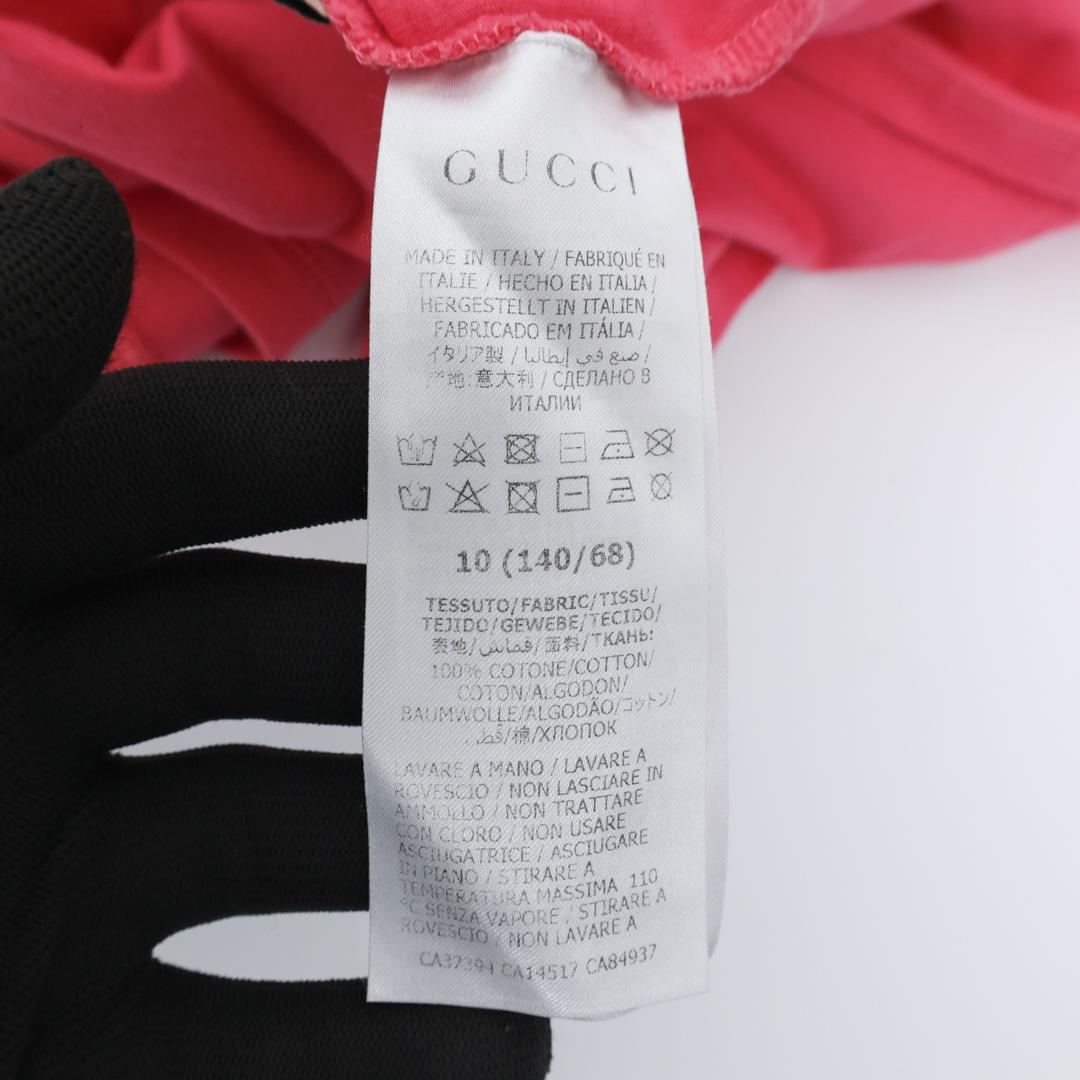 GUCCI
MADE IN ITALY / FABRIQUÉ EN
ITALIE / HECHO EN ITALIA /
HERGESTELLT IN ITALIEN /
FABRICADO EM ITÁLIA /
イタリア製 / صنع في إيطاليا /
产地:意大利 / СДЕЛАНО В
ИТАЛИИ
10 (140/68)
TESSUTO/FABRIC/TISSU/
TEJIDO/GEWEBE/TECIDO/
表地/قماش/面料/ТКАНЬ:
100% COTONE/COTTON/
COTON/ALGODON/
BAUMWOLLE/ALGODÃO/コットン/
قطن/棉/ХЛОПОК
LAVARE A MANO / LAVARE A
ROVESCIO / NON LASCIARE IN
AMMOLLO / NON TRATTARE
CON CLORO / NON USARE
ASCIUGATRICE / ASCIUGARE
IN PIANO / STIRARE A
TEMPERATURA MASSIMA 110
°C SENZA VAPORE / STIRARE A
ROVESCIO / NON LAVARE A
CA37394 CA14517 CA84937